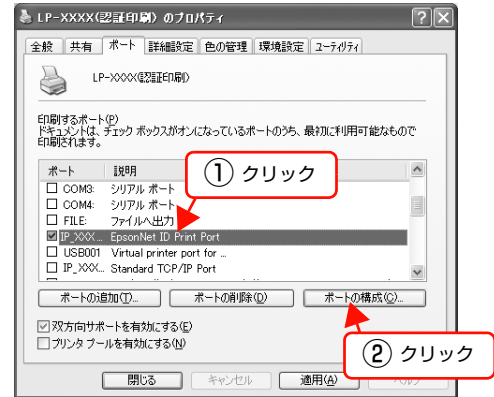 LP-XXXX(認証印刷) のプロパティ
全般 共有 ポート 詳細設定 色の管理 環境設定 ユーティリティ
LP-XXXX(認証印刷)
印刷するポート(P)
ドキュメントは、チェック ボックスがオンになっているポートのうち、最初に利用可能なもので
印刷されます。
ポート 説明
COM3: シリアル ポート
COM4: シリアル ポート
FILE: ファイルへ出力
IP_XXX... EpsonNet ID Print Port
USB001 Virtual printer port for ...
IP_XXX... Standard TCP/IP Port
① クリック
ポートの追加(T)... ポートの削除(D) ポートの構成(C)...
双方向サポートを有効にする(E)
プリンタ プールを有効にする(N)
② クリック
閉じる キャンセル 適用(A)